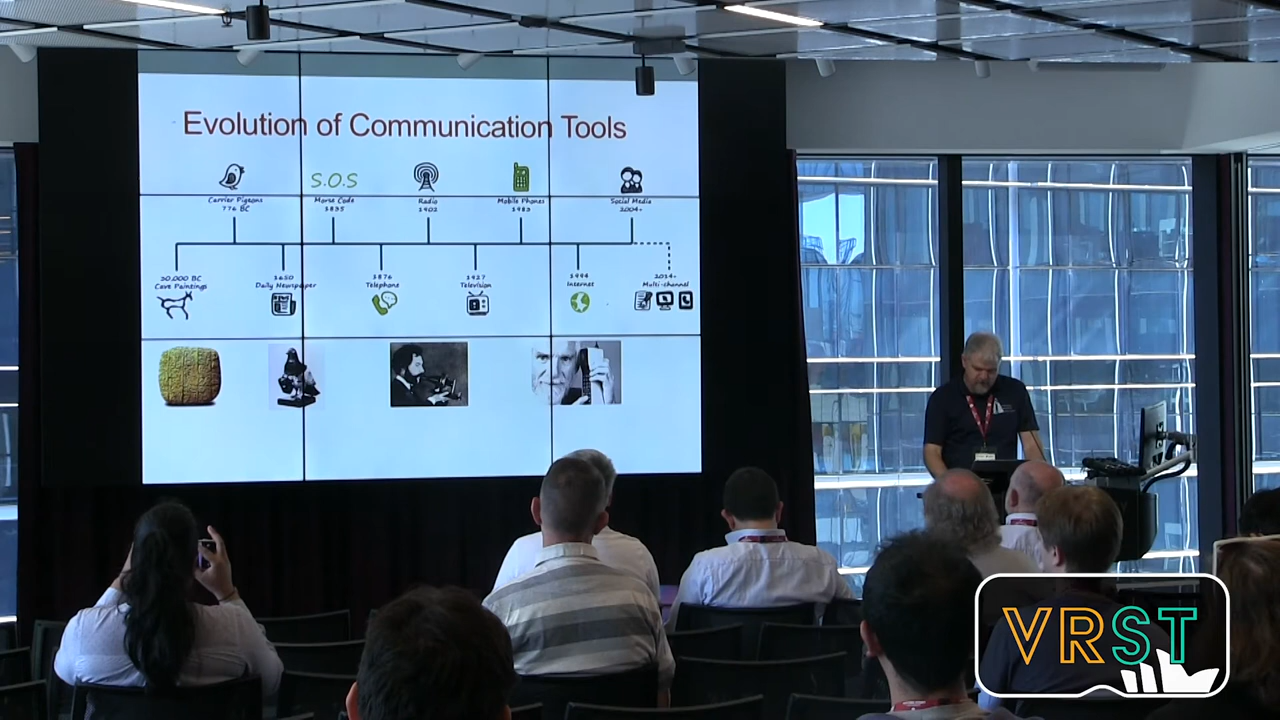 Evolution of Communication Tools
S.O.S
Carrier Pigeons
776 BC
Morse Code
1835
Radio
1902
Mobile Phones
1983
Social Media
2004+
30,000 BC
Cave Paintings
1650
Daily Newspaper
1876
Telephone
1927
Television
1994
Internet
2014+
Multi-channel
VRST